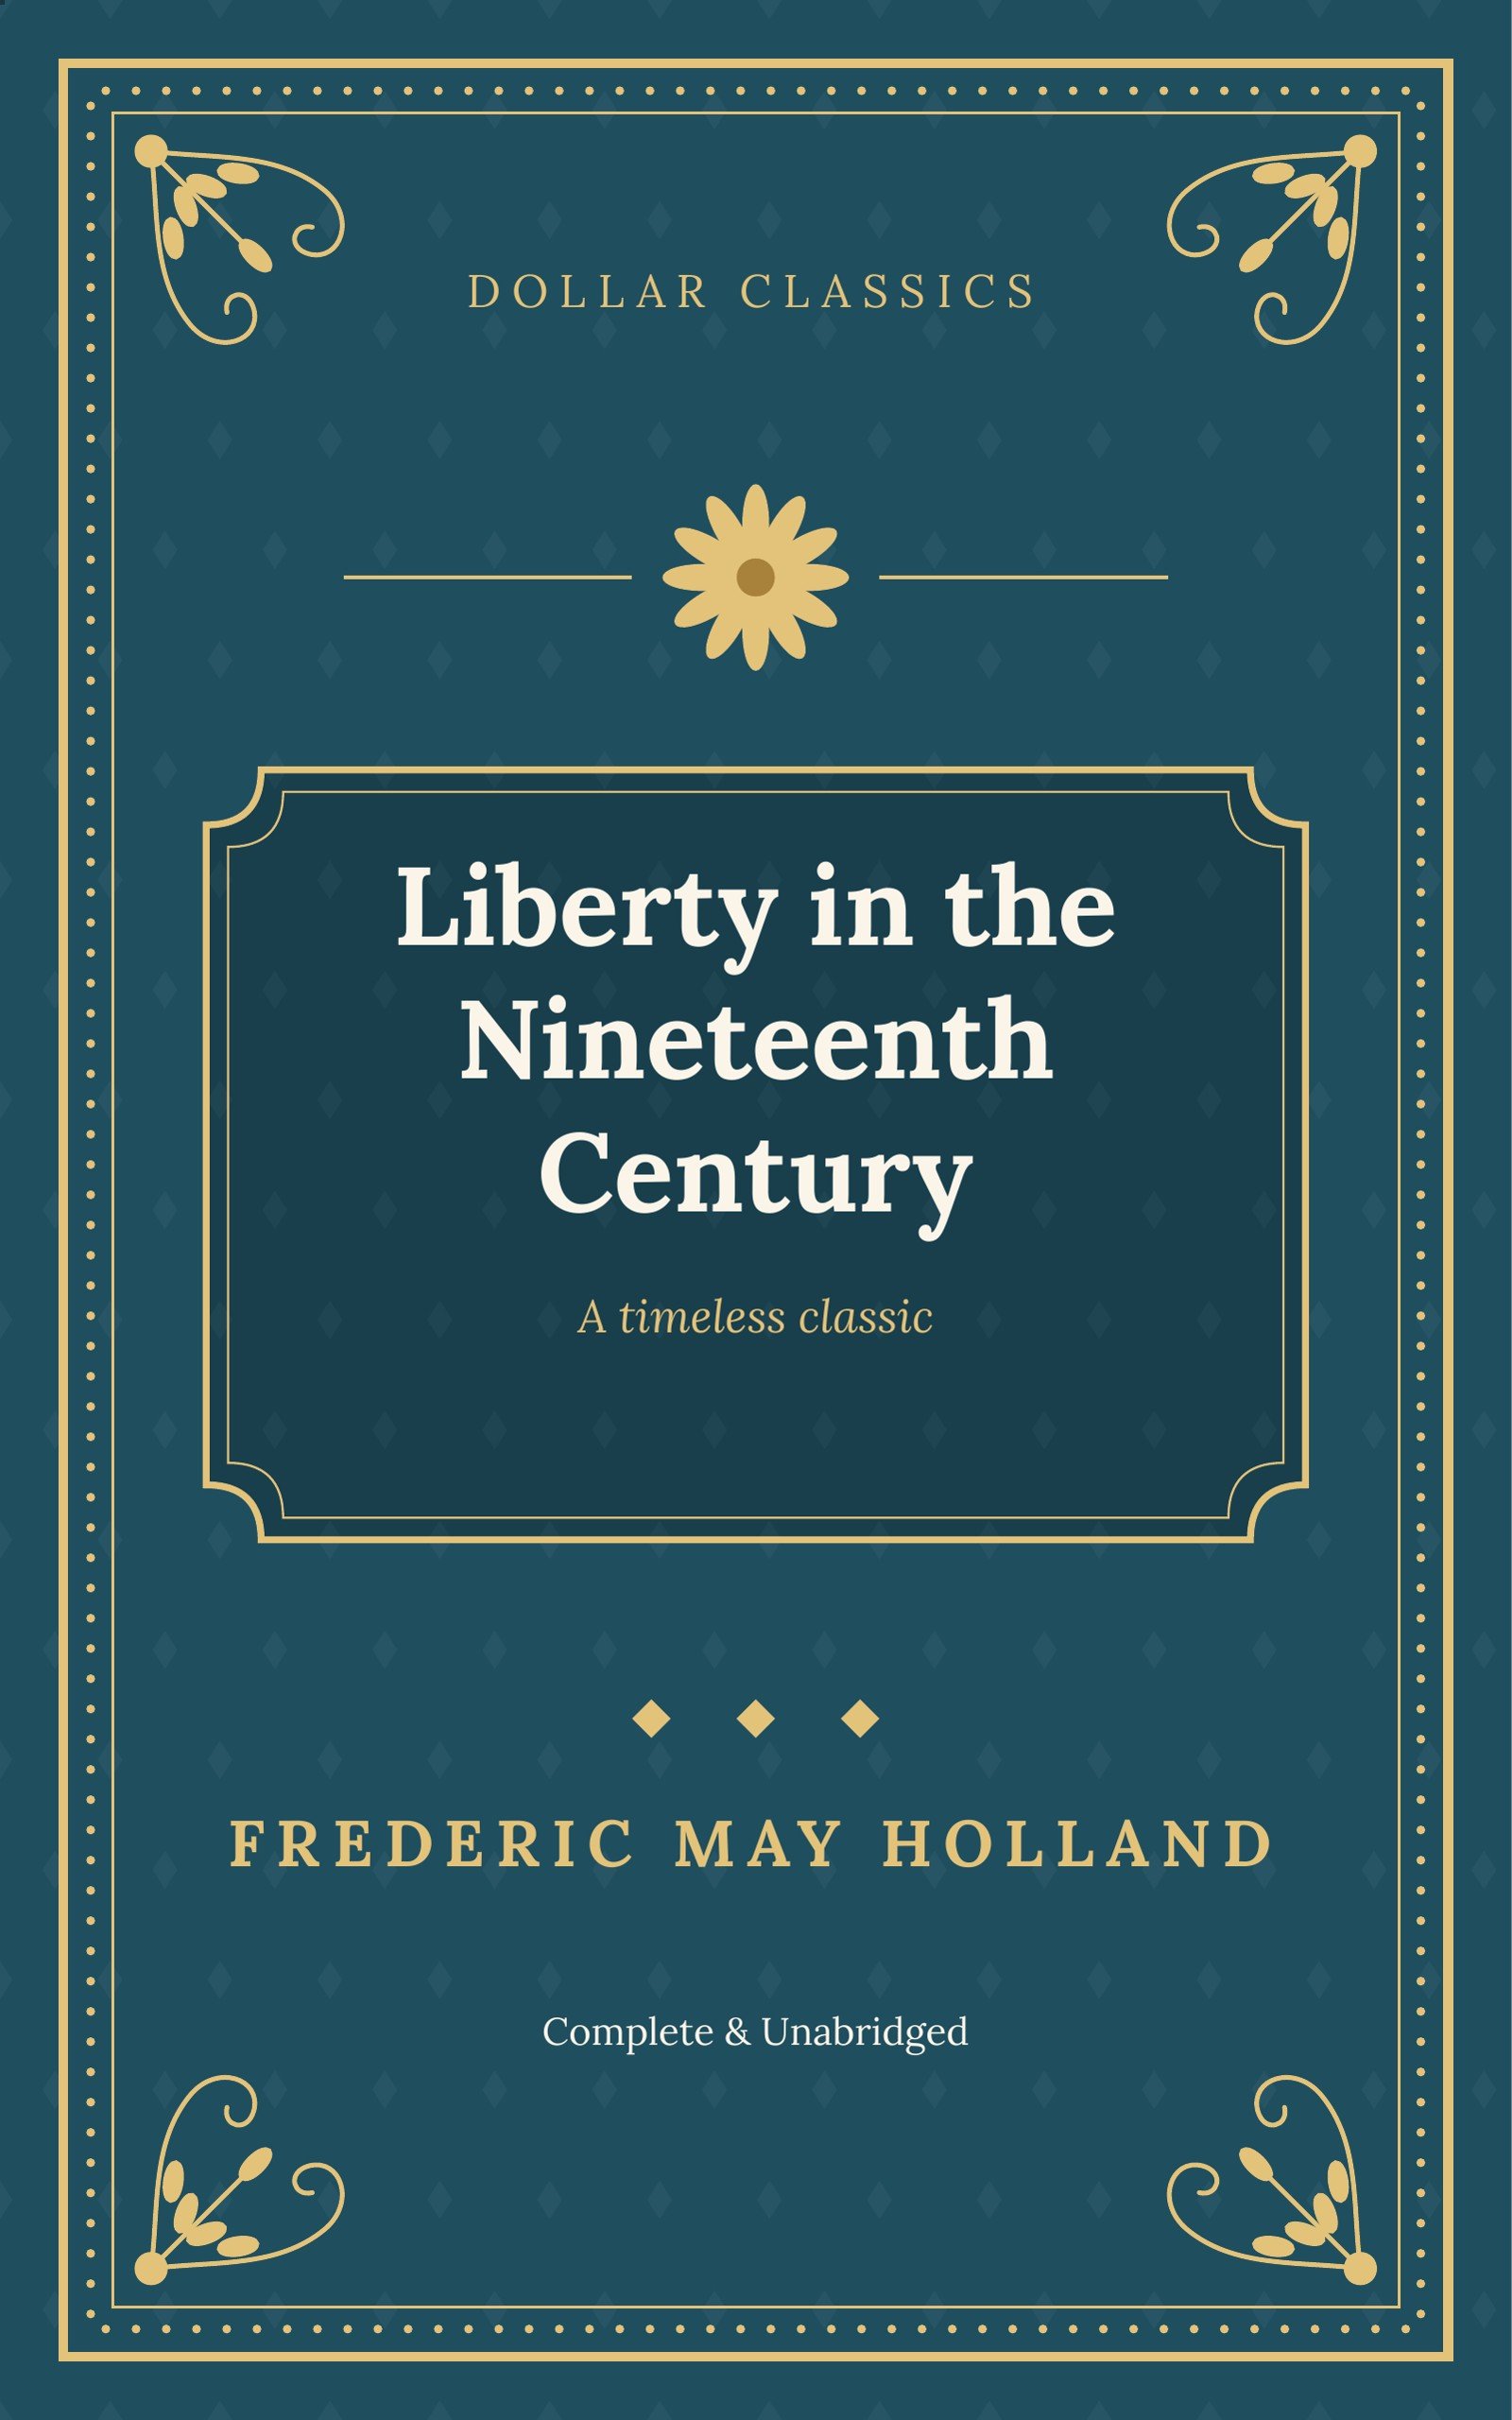 DOLLAR CLASSICS
Liberty in the
Nineteenth
Century
A timeless classic
FREDERIC MAY HOLLAND
Complete & Unabridged